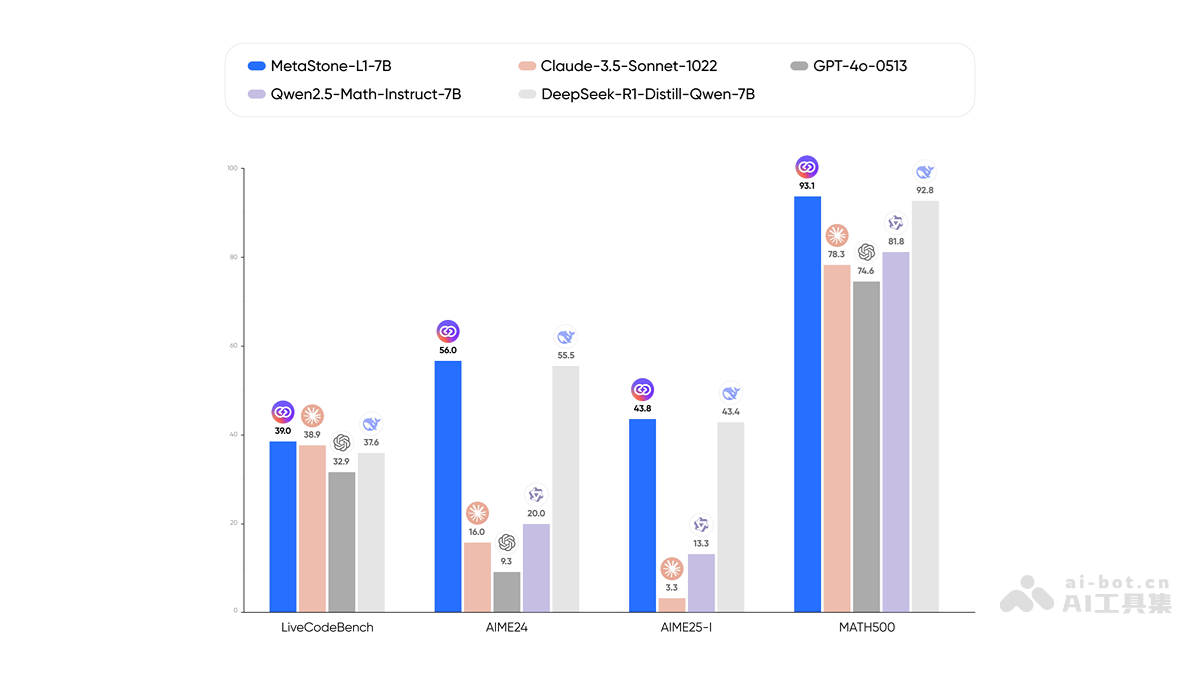 MetaStone-L1-7B
Claude-3.5-Sonnet-1022
GPT-4o-0513
Qwen2.5-Math-Instruct-7B
DeepSeek-R1-Distill-Qwen-7B
100
80
60
40
20
0
39.0
38.9
32.9
37.6
56.0
16.0
9.3
20.0
55.5
43.8
3.3
13.3
43.4
93.1
78.3
74.6
81.8
92.8
LiveCodeBench
AIME24
AIME25-I
MATH500
ai-bot.cn
AI工具集